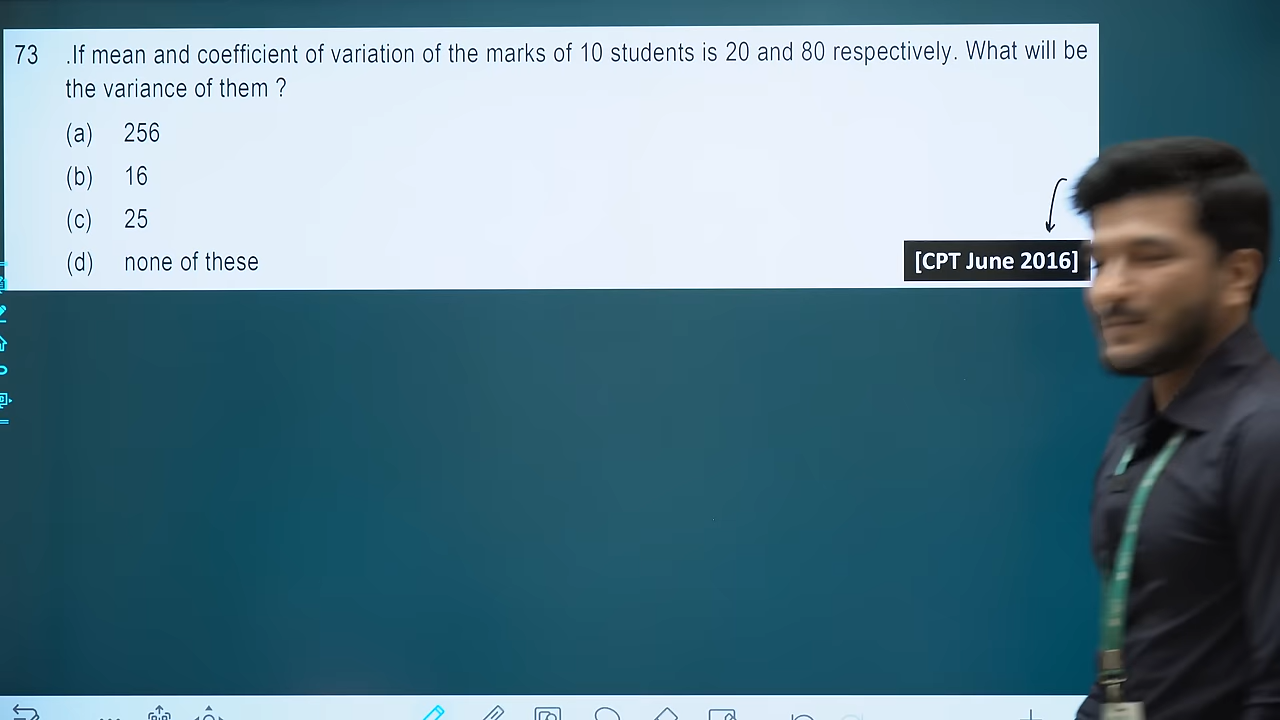 73 .If mean and coefficient of variation of the marks of 10 students is 20 and 80 respectively. What will be
the variance of them ?
(a) 256
(b) 16
(c) 25
(d) none of these
[CPT June 2016]